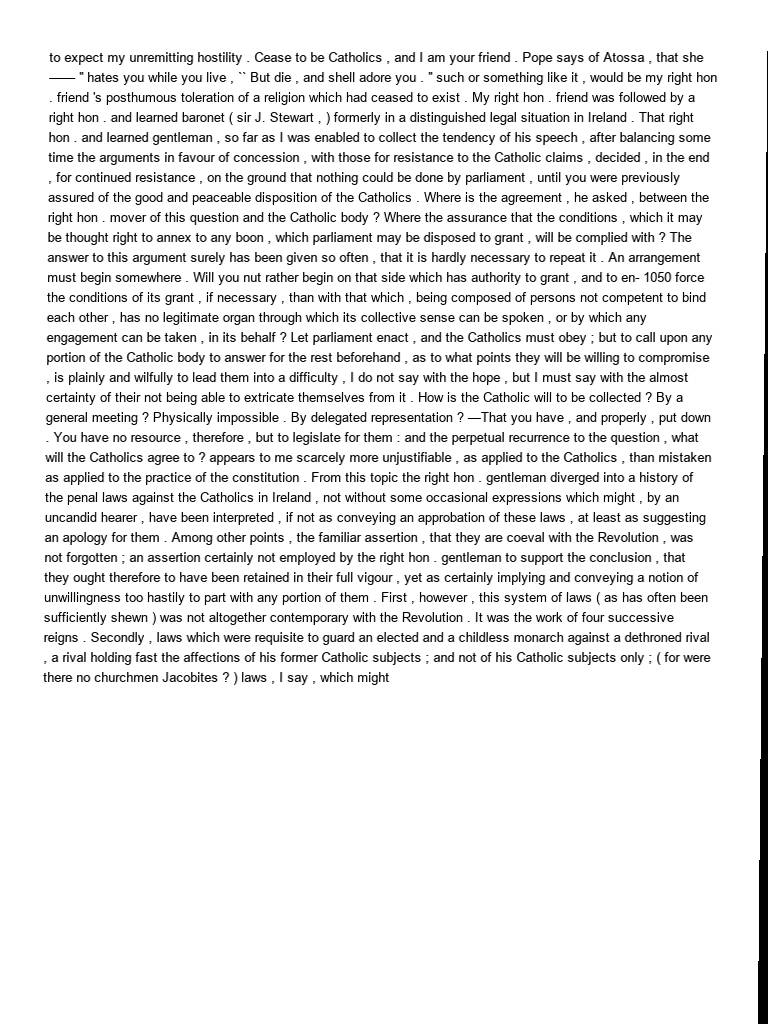 to expect my unremitting hostility . Cease to be Catholics , and I am your friend . Pope says of Atossa , that she
—— " hates you while you live , `` But die , and shell adore you . " such or something like it , would be my right hon
. friend 's posthumous toleration of a religion which had ceased to exist . My right hon . friend was followed by a
right hon . and learned baronet ( sir J. Stewart , ) formerly in a distinguished legal situation in Ireland . That right
hon . and learned gentleman , so far as I was enabled to collect the tendency of his speech , after balancing some
time the arguments in favour of concession , with those for resistance to the Catholic claims , decided , in the end
, for continued resistance , on the ground that nothing could be done by parliament , until you were previously
assured of the good and peaceable disposition of the Catholics . Where is the agreement , he asked , between the
right hon . mover of this question and the Catholic body ? Where the assurance that the conditions , which it may
be thought right to annex to any boon , which parliament may be disposed to grant , will be complied with ? The
answer to this argument surely has been given so often , that it is hardly necessary to repeat it . An arrangement
must begin somewhere . Will you nut rather begin on that side which has authority to grant , and to en- 1050 force
the conditions of its grant , if necessary , than with that which , being composed of persons not competent to bind
each other , has no legitimate organ through which its collective sense can be spoken , or by which any
engagement can be taken , in its behalf ? Let parliament enact , and the Catholics must obey ; but to call upon any
portion of the Catholic body to answer for the rest beforehand , as to what points they will be willing to compromise
, is plainly and wilfully to lead them into a difficulty , I do not say with the hope , but I must say with the almost
certainty of their not being able to extricate themselves from it . How is the Catholic will to be collected ? By a
general meeting ? Physically impossible . By delegated representation ? —That you have , and properly , put down
. You have no resource , therefore , but to legislate for them : and the perpetual recurrence to the question , what
will the Catholics agree to ? appears to me scarcely more unjustifiable , as applied to the Catholics , than mistaken
as applied to the practice of the constitution . From this topic the right hon . gentleman diverged into a history of
the penal laws against the Catholics in Ireland , not without some occasional expressions which might , by an
uncandid hearer , have been interpreted , if not as conveying an approbation of these laws , at least as suggesting
an apology for them . Among other points , the familiar assertion , that they are coeval with the Revolution , was
not forgotten ; an assertion certainly not employed by the right hon . gentleman to support the conclusion , that
they ought therefore to have been retained in their full vigour , yet as certainly implying and conveying a notion of
unwillingness too hastily to part with any portion of them . First , however , this system of laws ( as has often been
sufficiently shewn ) was not altogether contemporary with the Revolution . It was the work of four successive
reigns . Secondly , laws which were requisite to guard an elected and a childless monarch against a dethroned rival
, a rival holding fast the affections of his former Catholic subjects ; and not of his Catholic subjects only ; ( for were
there no churchmen Jacobites ? ) laws , I say , which might